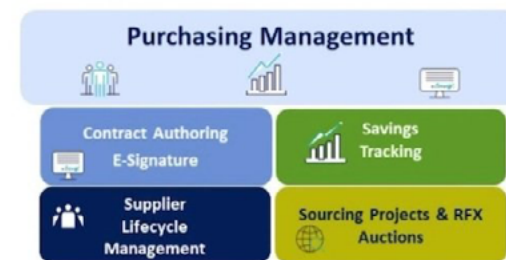 Purchasing Management
Contract Authoring
E-Signature
Savings
Tracking
Supplier
Lifecycle
Management
Sourcing Projects & RFX
Auctions